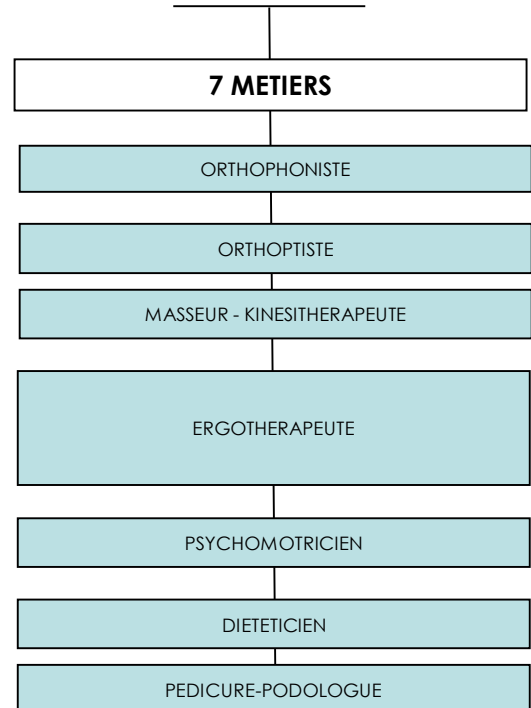 7 METIERS
ORTHOPHONISTE
ORTHOPTISTE
MASSEUR - KINESITHERAPEUTE
ERGOTHERAPEUTE
PSYCHOMOTRICIEN
DIETETICIEN
PEDICURE-PODOLOGUE